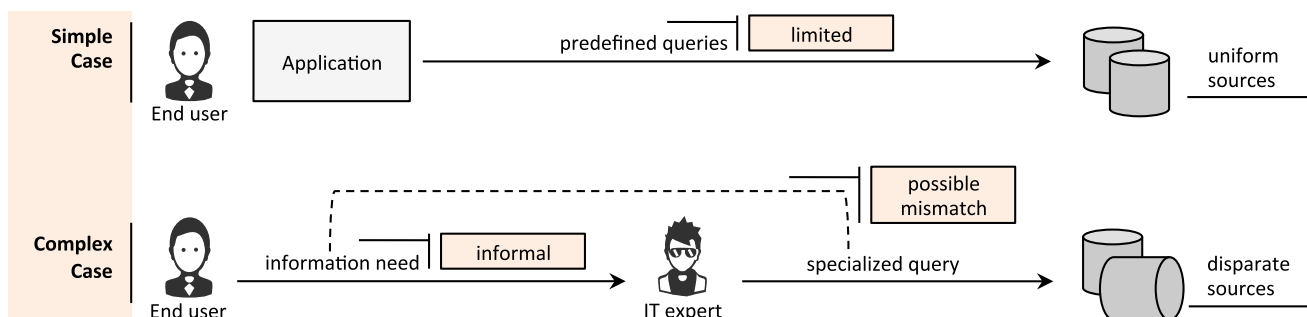 Simple
Case
End user
Application
predefined queries
limited
uniform
sources
Complex
Case
End user
information need
informal
IT expert
possible
mismatch
specialized query
disparate
sources